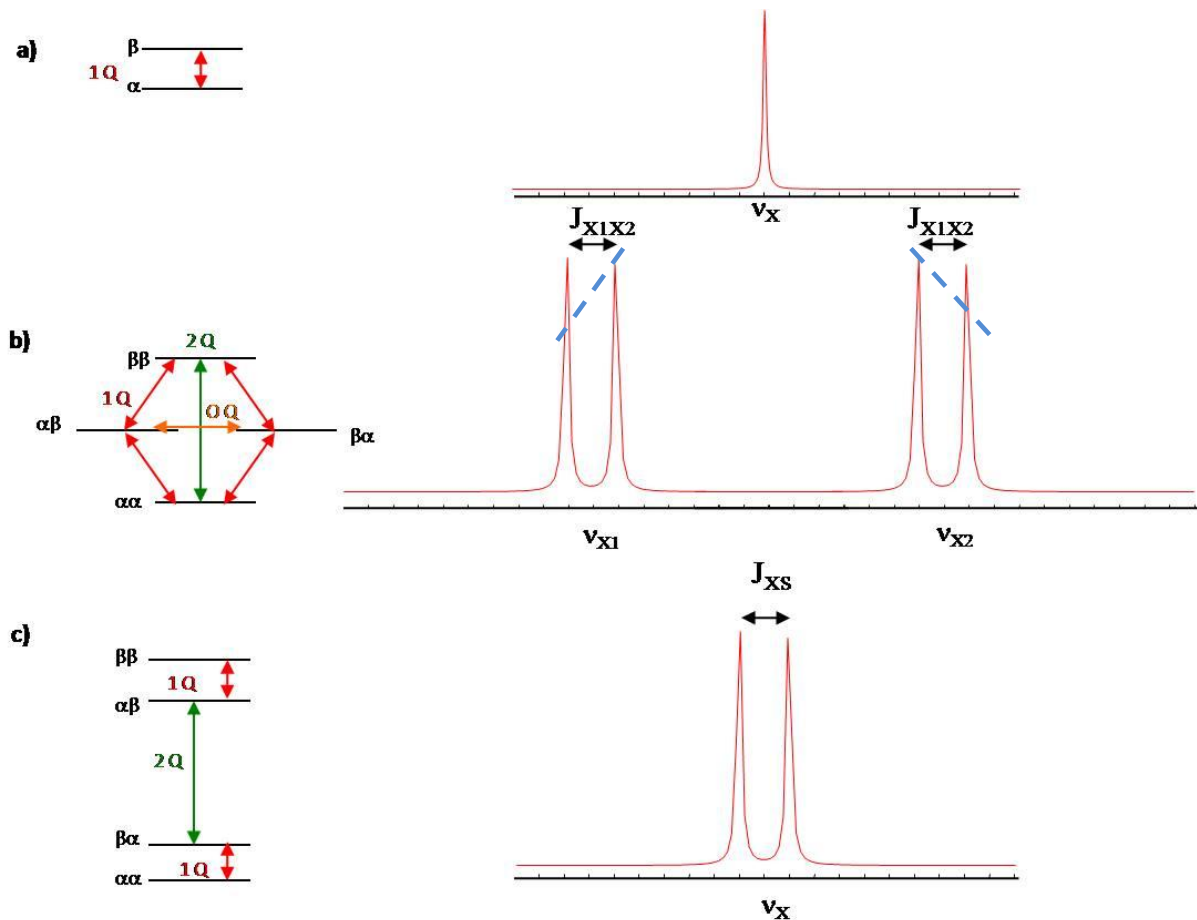 a)
β
1Q
α
νX
JX1X2
JX1X2
b)
2Q
ββ
1Q
0Q
αβ
βα
αα
νX1
νX2
JXS
c)
ββ
1Q
αβ
2Q
βα
1Q
αα
νX